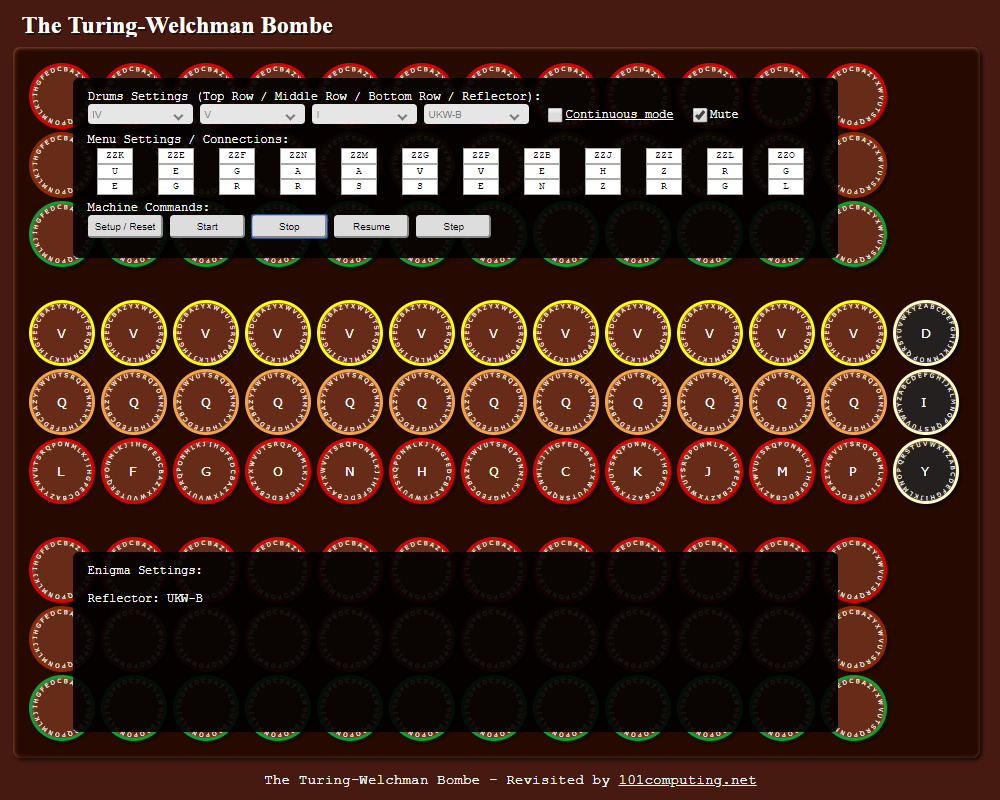 The Turing-Welchman Bombe
Drums Settings (Top Row / Middle Row / Bottom Row / Reflector):
IV V I UKW-B Continuous mode Mute
Menu Settings / Connections:
ZZK ZZE ZZF ZZN ZZM ZZG ZZP ZZB ZZJ ZZI ZZL ZZO
U E G A A V V E H Z R G
E G R R S S E N Z R G L
Machine Commands:
Setup / Reset Start Stop Resume Step
V V V V V V V V V V V V D
Q Q Q Q Q Q Q Q Q Q Q Q I
L F G O N H Q C K J M P Y
Enigma Settings:
Reflector: UKW-B
The Turing-Welchman Bombe - Revisited by 101computing.net